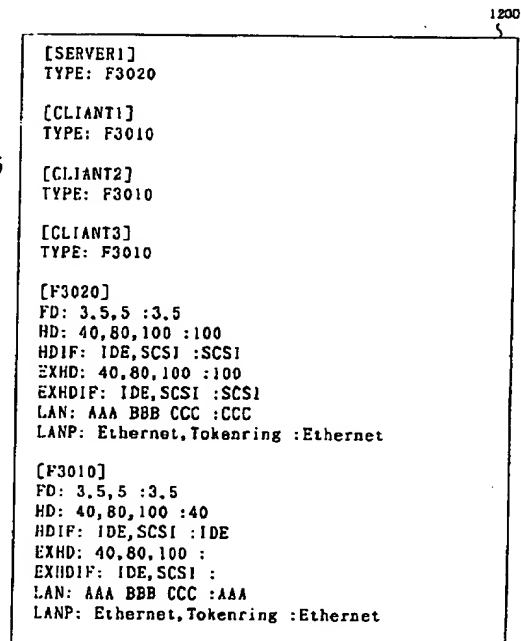 1200
[SERVER1]
TYPE: F3020
[CLIANT1]
TYPE: F3010
[CLIANT2]
TYPE: F3010
[CLIANT3]
TYPE: F3010
[F3020]
FD: 3.5,5 :3.5
HD: 40,80,100 :100
HDIF: IDE,SCSI :SCSI
EXHD: 40,80,100 :100
EXHDIF: IDE,SCSI :SCSI
LAN: AAA BBB CCC :CCC
LANP: Ethernet,Tokenring :Ethernet
[F3010]
FD: 3.5,5 :3.5
HD: 40,80,100 :40
HDIF: IDE,SCSI :IDE
EXHD: 40,80,100 :
EXHDIF: IDE,SCSI :
LAN: AAA BBB CCC :AAA
LANP: Ethernet,Tokenring :Ethernet